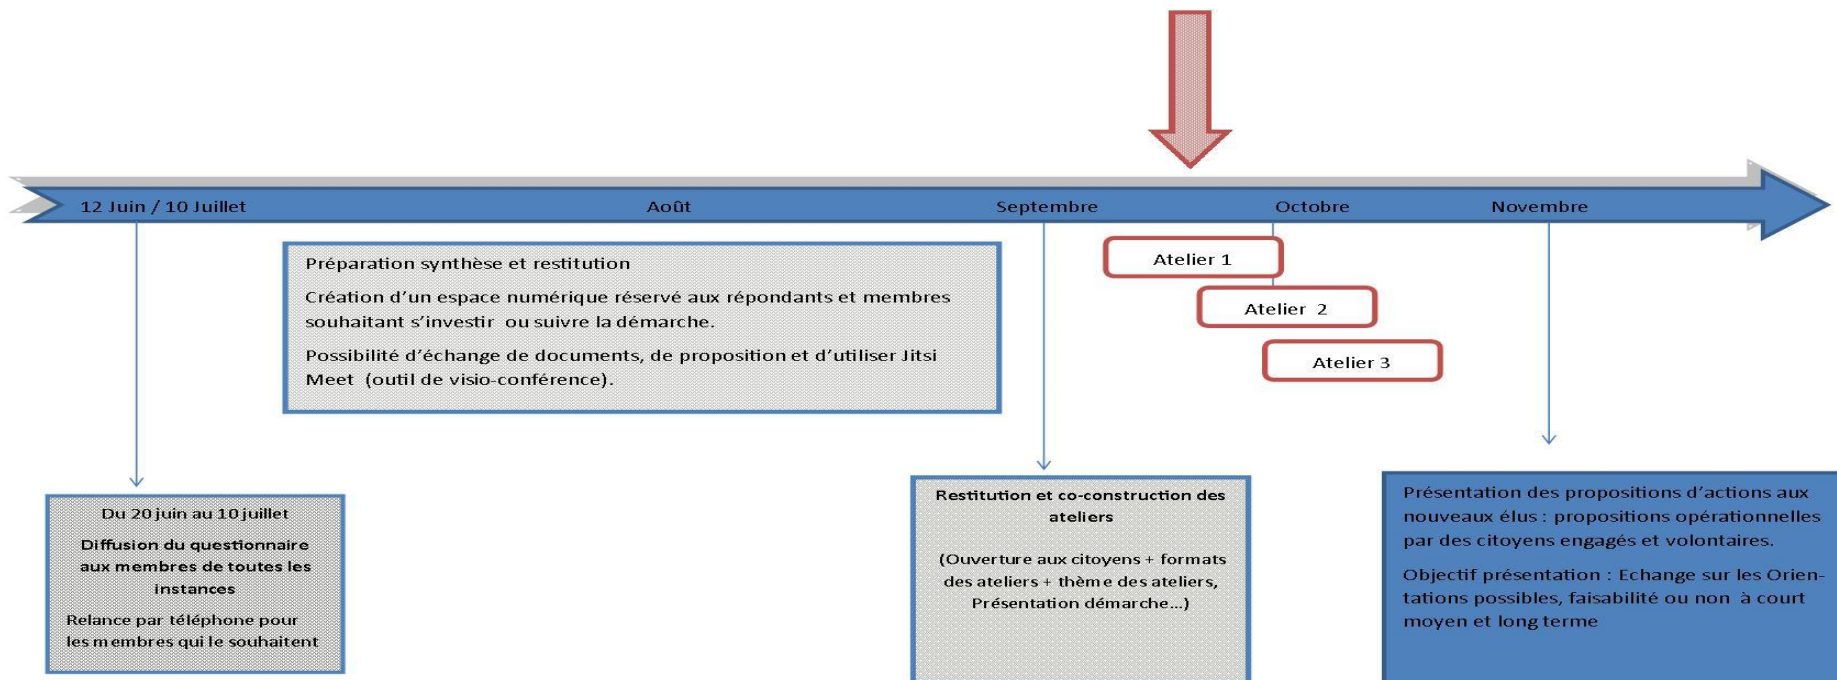 12 Juin / 10 Juillet
Août
Septembre
Octobre
Novembre
Préparation synthèse et restitution
Création d’un espace numérique réservé aux répondants et membres
souhaitant s’investir ou suivre la démarche.
Possibilité d’échange de documents, de proposition et d’utiliser Jitsi
Meet (outil de visio-conférence).
Atelier 1
Atelier 2
Atelier 3
Du 20 juin au 10 juillet
Diffusion du questionnaire
aux membres de toutes les
instances
Relance par téléphone pour
les membres qui le souhaitent
Restitution et co-construction des
ateliers
(Ouverture aux citoyens + formats
des ateliers + thème des ateliers,
Présentation démarche...)
Présentation des propositions d’actions aux
nouveaux élus : propositions opérationnelles
par des citoyens engagés et volontaires.
Objectif présentation : Echange sur les Orien-
tations possibles, faisabilité ou non à court
moyen et long terme